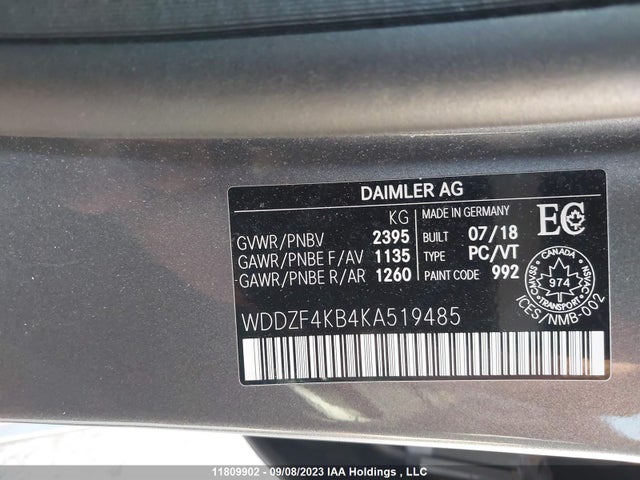 DAIMLER AG
KG
GVWR/PNBV 2395
GAWR/PNBE F/AV 1135
GAWR/PNBE R/AR 1260
MADE IN GERMANY
BUILT 07/18
TYPE PC/VT
PAINT CODE 992
EC
CANADA
CMVSS NSVAC
974
TRANSPORT
ICES/NMB-002
WDDZF4KB4KA519485
11809902 - 09/08/2023 IAA Holdings , LLC